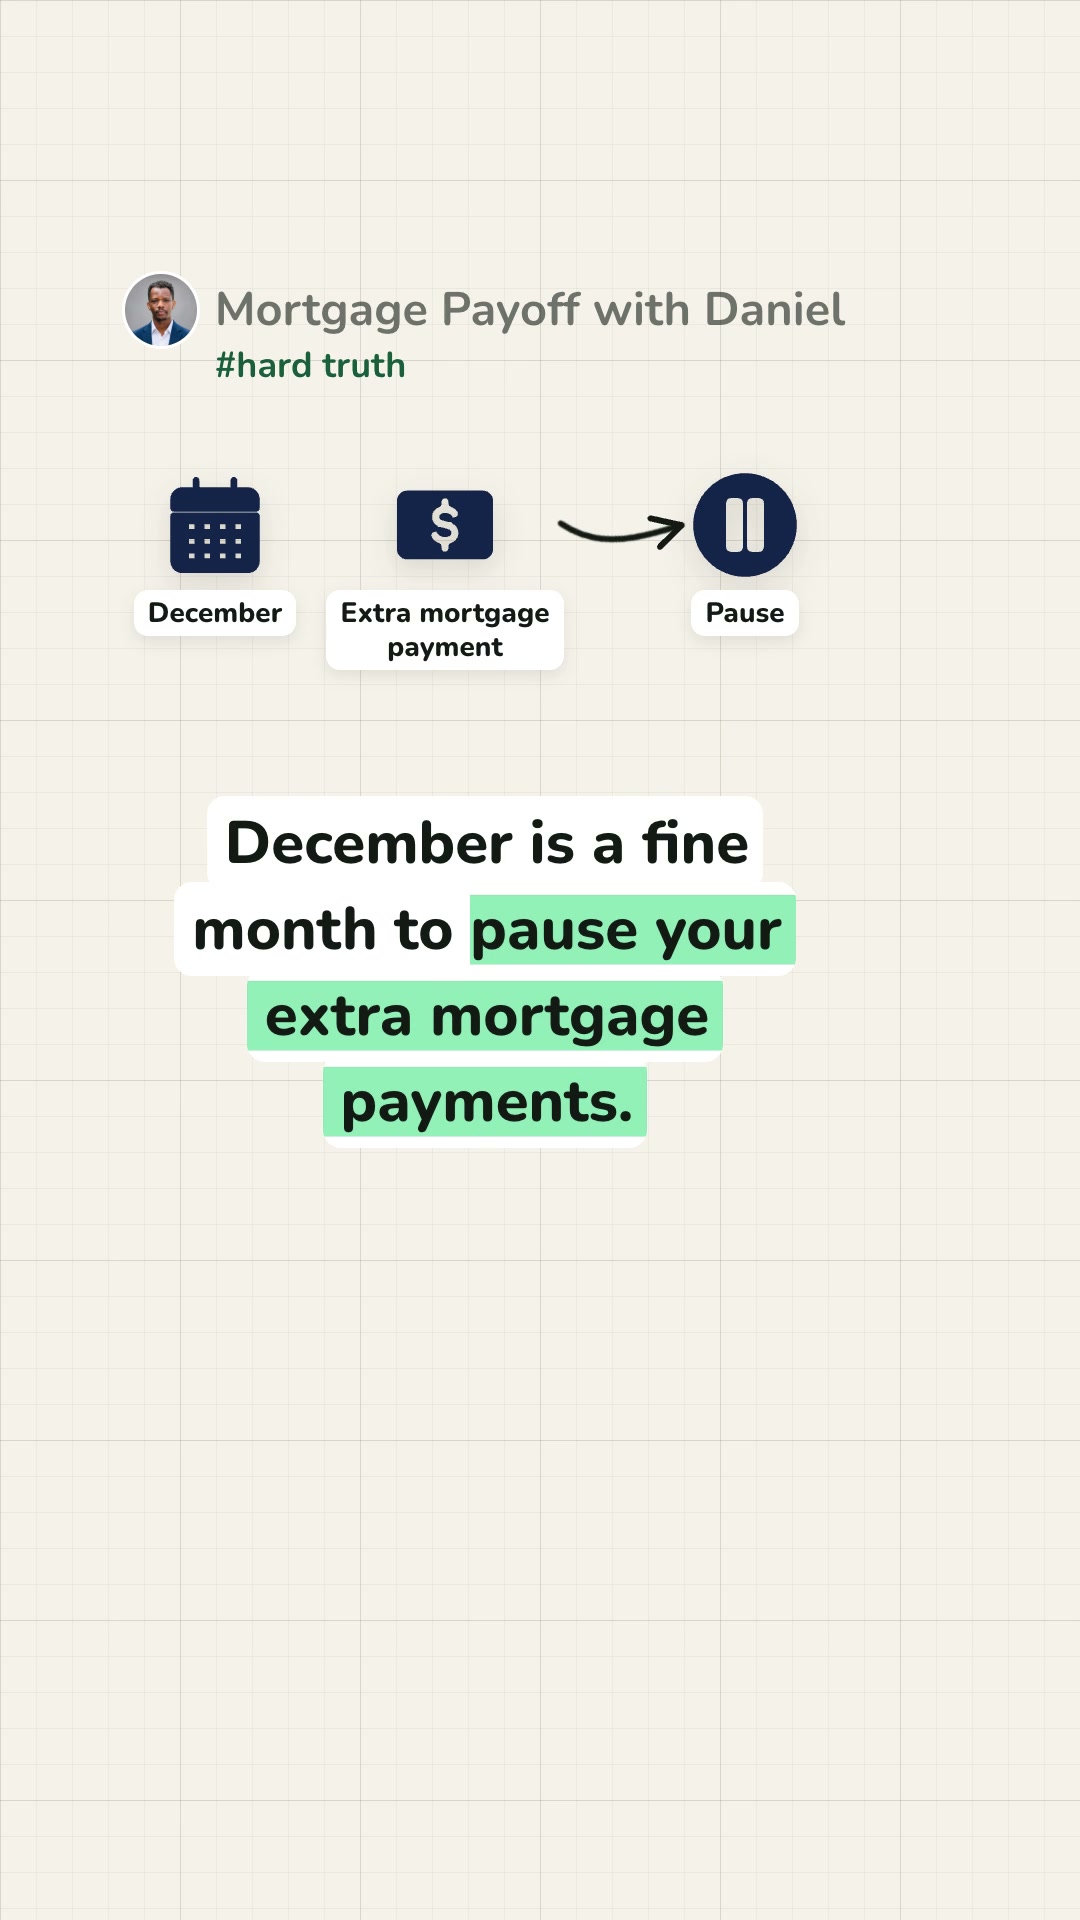 Mortgage Payoff with Daniel
#hard truth
December
Extra mortgage
payment
Pause
December is a fine
month to pause your
extra mortgage
payments.